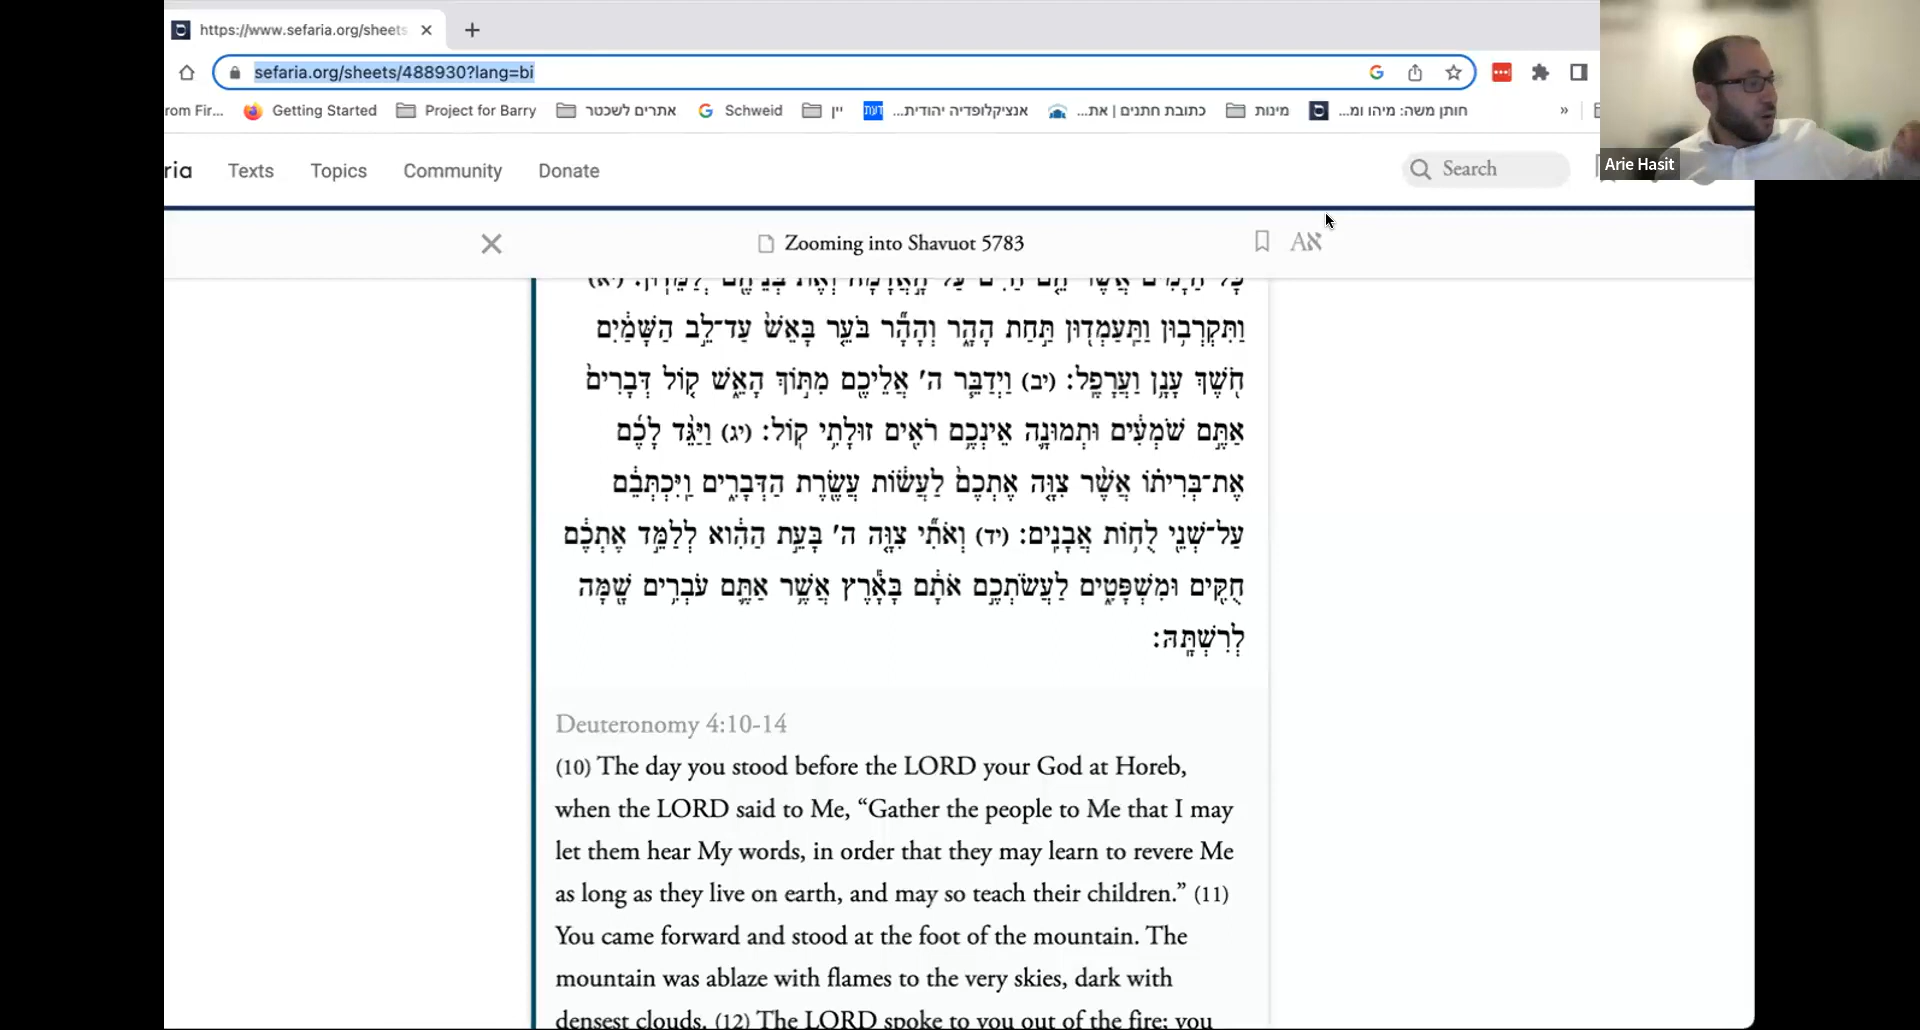 https://www.sefaria.org/sheets
sefaria.org/sheets/488930?lang=bi
rom Fir... Getting Started Project for Barry אתרים לשכטר Schweid יין אנציקלופדיה יהודית... כתובת חתנים | את... מינות חותן משה: מיהו ומ... »
Arie Hasit
ria Texts Topics Community Donate Search
Zooming into Shavuot 5783
כָּל הַיָּמִים אֲשֶׁר הֵ֤ם חַיִּים עַל הָ֣אֲדָמָה וְאֶת בְּנֵיהֶ֖ם יְלַמֵּדֽוּן: (יא)
וַתִּקְרְב֥וּן וַתַּֽעַמְד֖וּן תַּ֣חַת הָהָ֑ר וְהָהָ֞ר בֹּעֵ֤ר בָּאֵשׁ֙ עַד־לֵ֣ב הַשָּׁמַ֔יִם
חֹ֖שֶׁךְ עָנָ֥ן וַעֲרָפֶֽל׃ (יב) וַיְדַבֵּ֧ר ה' אֲלֵיכֶ֖ם מִתּ֣וֹךְ הָאֵ֑שׁ ק֤וֹל דְּבָרִים֙
אַתֶּ֣ם שֹׁמְעִ֔ים וּתְמוּנָ֛ה אֵינְכֶ֥ם רֹאִ֖ים זוּלָתִ֥י קֽוֹל׃ (יג) וַיַּגֵּ֨ד לָכֶ֜ם
אֶת־בְּרִית֗וֹ אֲשֶׁ֨ר צִוָּ֤ה אֶתְכֶם֙ לַעֲשׂ֔וֹת עֲשֶׂ֖רֶת הַדְּבָרִ֑ים וַֽיִּכְתְּבֵ֔ם
עַל־שְׁנֵ֖י לֻח֥וֹת אֲבָנִֽים׃ (יד) וְאֹתִ֞י צִוָּ֤ה ה' בָּעֵ֣ת הַהִ֔וא לְלַמֵּ֣ד אֶתְכֶ֔ם
חֻקִּ֖ים וּמִשְׁפָּטִ֑ים לַעֲשֹׂתְכֶ֣ם אֹתָ֔ם בָּאָ֕רֶץ אֲשֶׁ֥ר אַתֶּ֛ם עֹבְרִ֥ים שָׁ֖מָּה
לְרִשְׁתָּֽהּ׃
Deuteronomy 4:10-14
(10) The day you stood before the LORD your God at Horeb,
when the LORD said to Me, “Gather the people to Me that I may
let them hear My words, in order that they may learn to revere Me
as long as they live on earth, and may so teach their children.” (11)
You came forward and stood at the foot of the mountain. The
mountain was ablaze with flames to the very skies, dark with
densest clouds. (12) The LORD spoke to you out of the fire; you